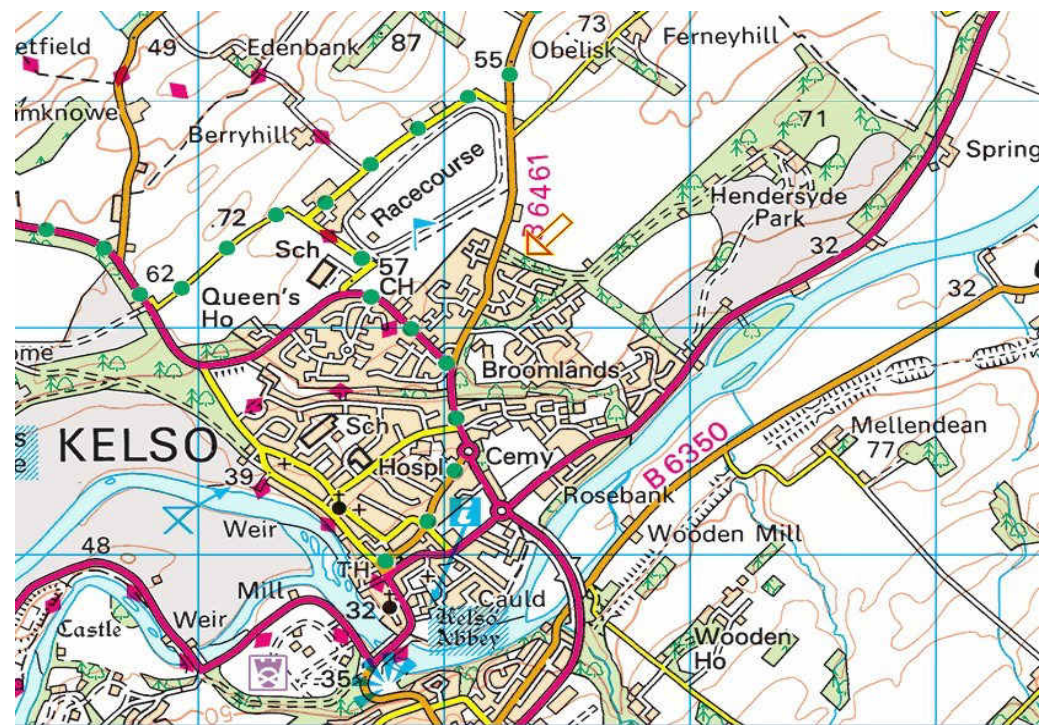 etfield
49
Edenbank
87
.73
Obelisk
Ferneyhill
55
mknowe
Berryhill
71
Spring
Racecourse
B 6461
Hendersyde
Park
.72
Sch
57
CH
32
62
Queen's
Ho
32
ome
Broomlands
KELSO
Sch
Hospl
Cemy
B 6350
Mellendean
77
39
Rosebank
Weir
i
Wooden Mill
48
TH
Mill
32
Cauld
Castle
Weir
Kelso
Abbey
Wooden
Ho
35
50